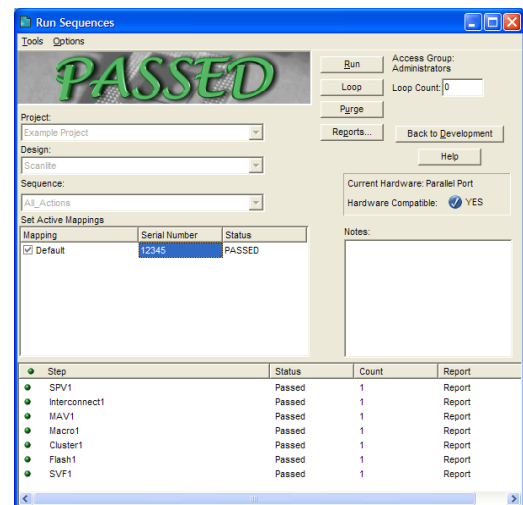 Run Sequences
Tools Options
PASSED
Run
Access Group:
Administrators
Loop
Loop Count: 0
Purge
Project:
Example Project
Reports...
Back to Development
Design:
Scanlite
Help
Sequence:
All_Actions
Current Hardware: Parallel Port
Hardware Compatible: YES
Set Active Mappings
Mapping Serial Number Status
Default 12345 PASSED
Notes:
Step Status Count Report
SPV1 Passed 1 Report
Interconnect1 Passed 1 Report
MAV1 Passed 1 Report
Macro1 Passed 1 Report
Cluster1 Passed 1 Report
Flash1 Passed 1 Report
SVF1 Passed 1 Report